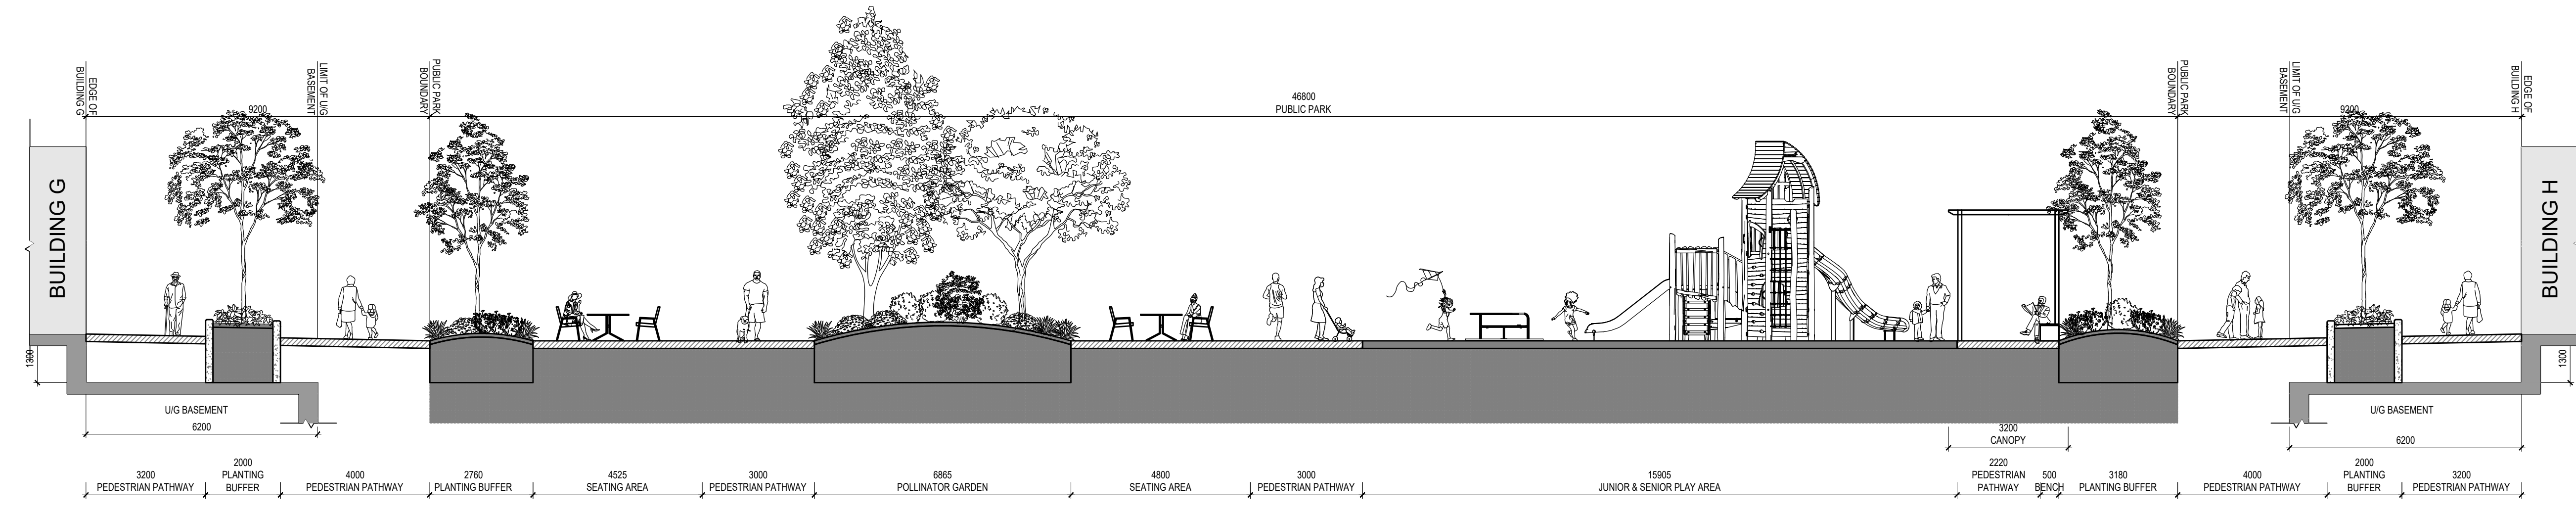 EDGE OF
BUILDING G
9200
LIMIT OF U/G
BASEMENT
PUBLIC PARK
BOUNDARY
46800
PUBLIC PARK
PUBLIC PARK
BOUNDARY
LIMIT OF U/G
BASEMENT
9200
EDGE OF
BUILDING H
BUILDING G
BUILDING H
1300
1300
U/G BASEMENT
6200
3200
CANOPY
U/G BASEMENT
6200
3200
PEDESTRIAN PATHWAY
2000
PLANTING
BUFFER
4000
PEDESTRIAN PATHWAY
2760
PLANTING BUFFER
4525
SEATING AREA
3000
PEDESTRIAN PATHWAY
6865
POLLINATOR GARDEN
4800
SEATING AREA
3000
PEDESTRIAN PATHWAY
15905
JUNIOR & SENIOR PLAY AREA
2220
PEDESTRIAN
PATHWAY
500
BENCH
3180
PLANTING BUFFER
4000
PEDESTRIAN PATHWAY
2000
PLANTING
BUFFER
3200
PEDESTRIAN PATHWAY